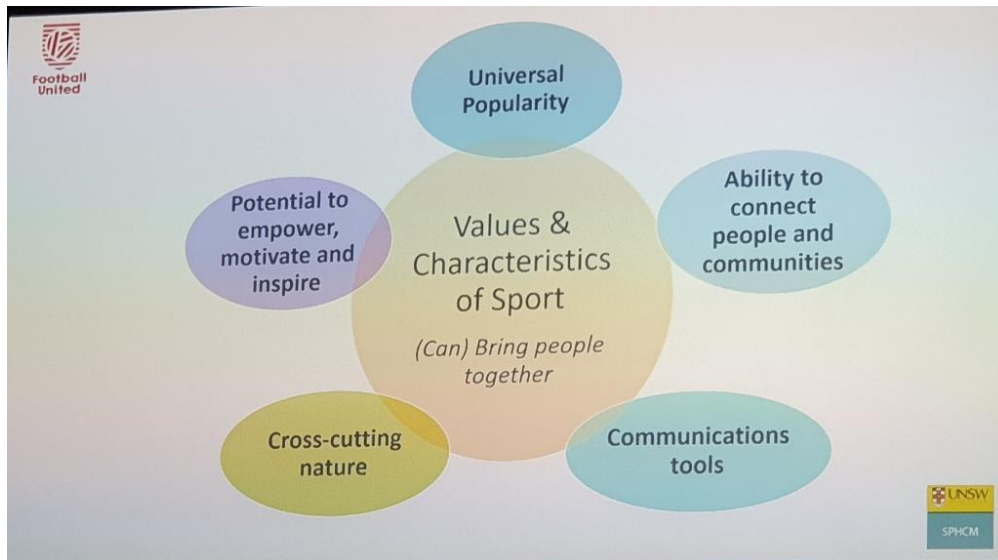 Football
United
Universal
Popularity
Ability to
connect
people and
communities
Potential to
empower,
motivate and
inspire
Values &
Characteristics
of Sport
(Can) Bring people
together
Cross-cutting
nature
Communications
tools
UNSW
SPHCM